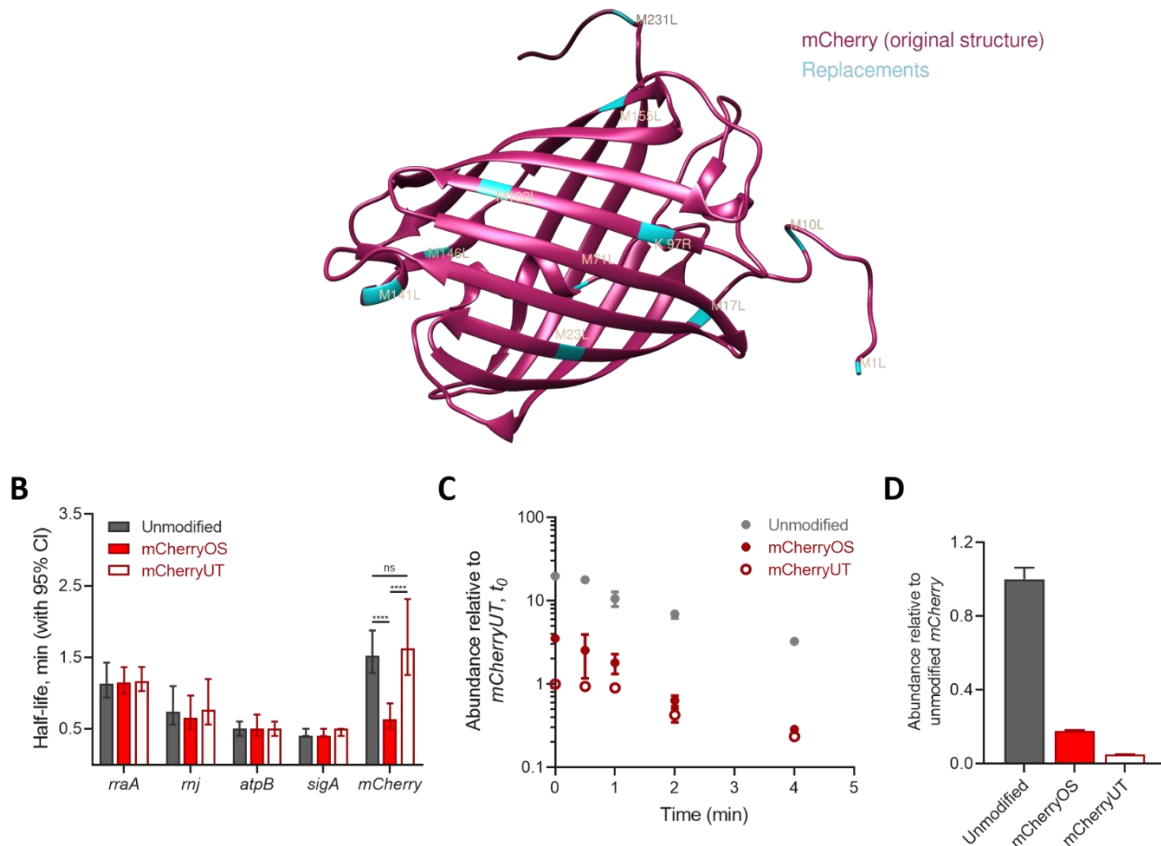 M231L
mCherry (original structure)
Replacements
M155L
K 97R
M10L
M146L
M71L
M141L
M17L
M23L
M1L
B
Half-life, min (with 95% CI)
3.5
2.5
1.5
0.5
Unmodified
mCherryOS
mCherryUT
ns
****
****
rraA
rnj
atpB
sigA
mCherry
C
Abundance relative to
mCherryUT, t0
100
10
1
0.1
Unmodified
mCherryOS
mCherryUT
0
1
2
3
4
5
Time (min)
D
Abundance relative to
unmodified mCherry
1.2
0.8
0.4
0.0
Unmodified
mCherryOS
mCherryUT